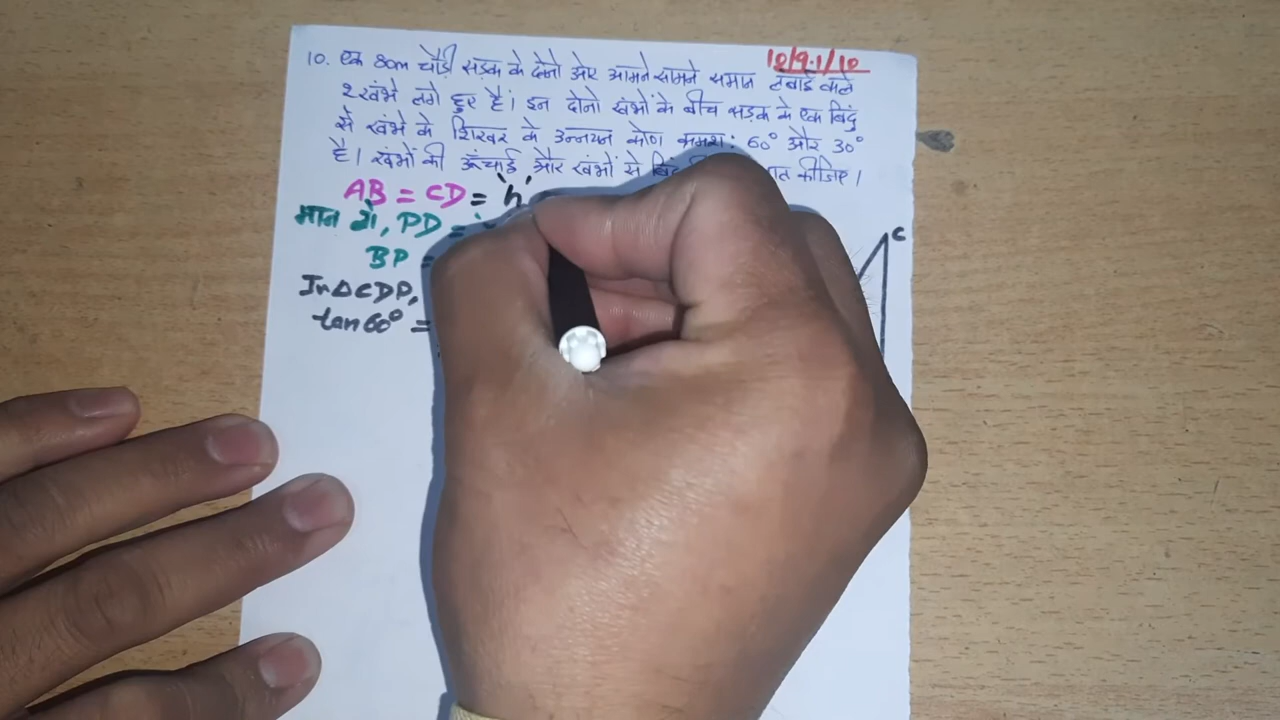 10/9.1/10
10. एक 80m चौड़ी सड़क के दोनो ओर आमने सामने समान लंबाई वाले
2 खंभे लगे हुए है। इन दोनो खंभों के बीच सड़क के एक बिंदु
से खंभे के शिखर के उन्नयन कोण क्रमश: 60° और 30°
है। खंभों की ऊँचाई और खंभों से बिंदु कीजिए।
AB = CD = 'h'
मान लो, PD =
BP =
C
In ΔCDP,
tan 60° =